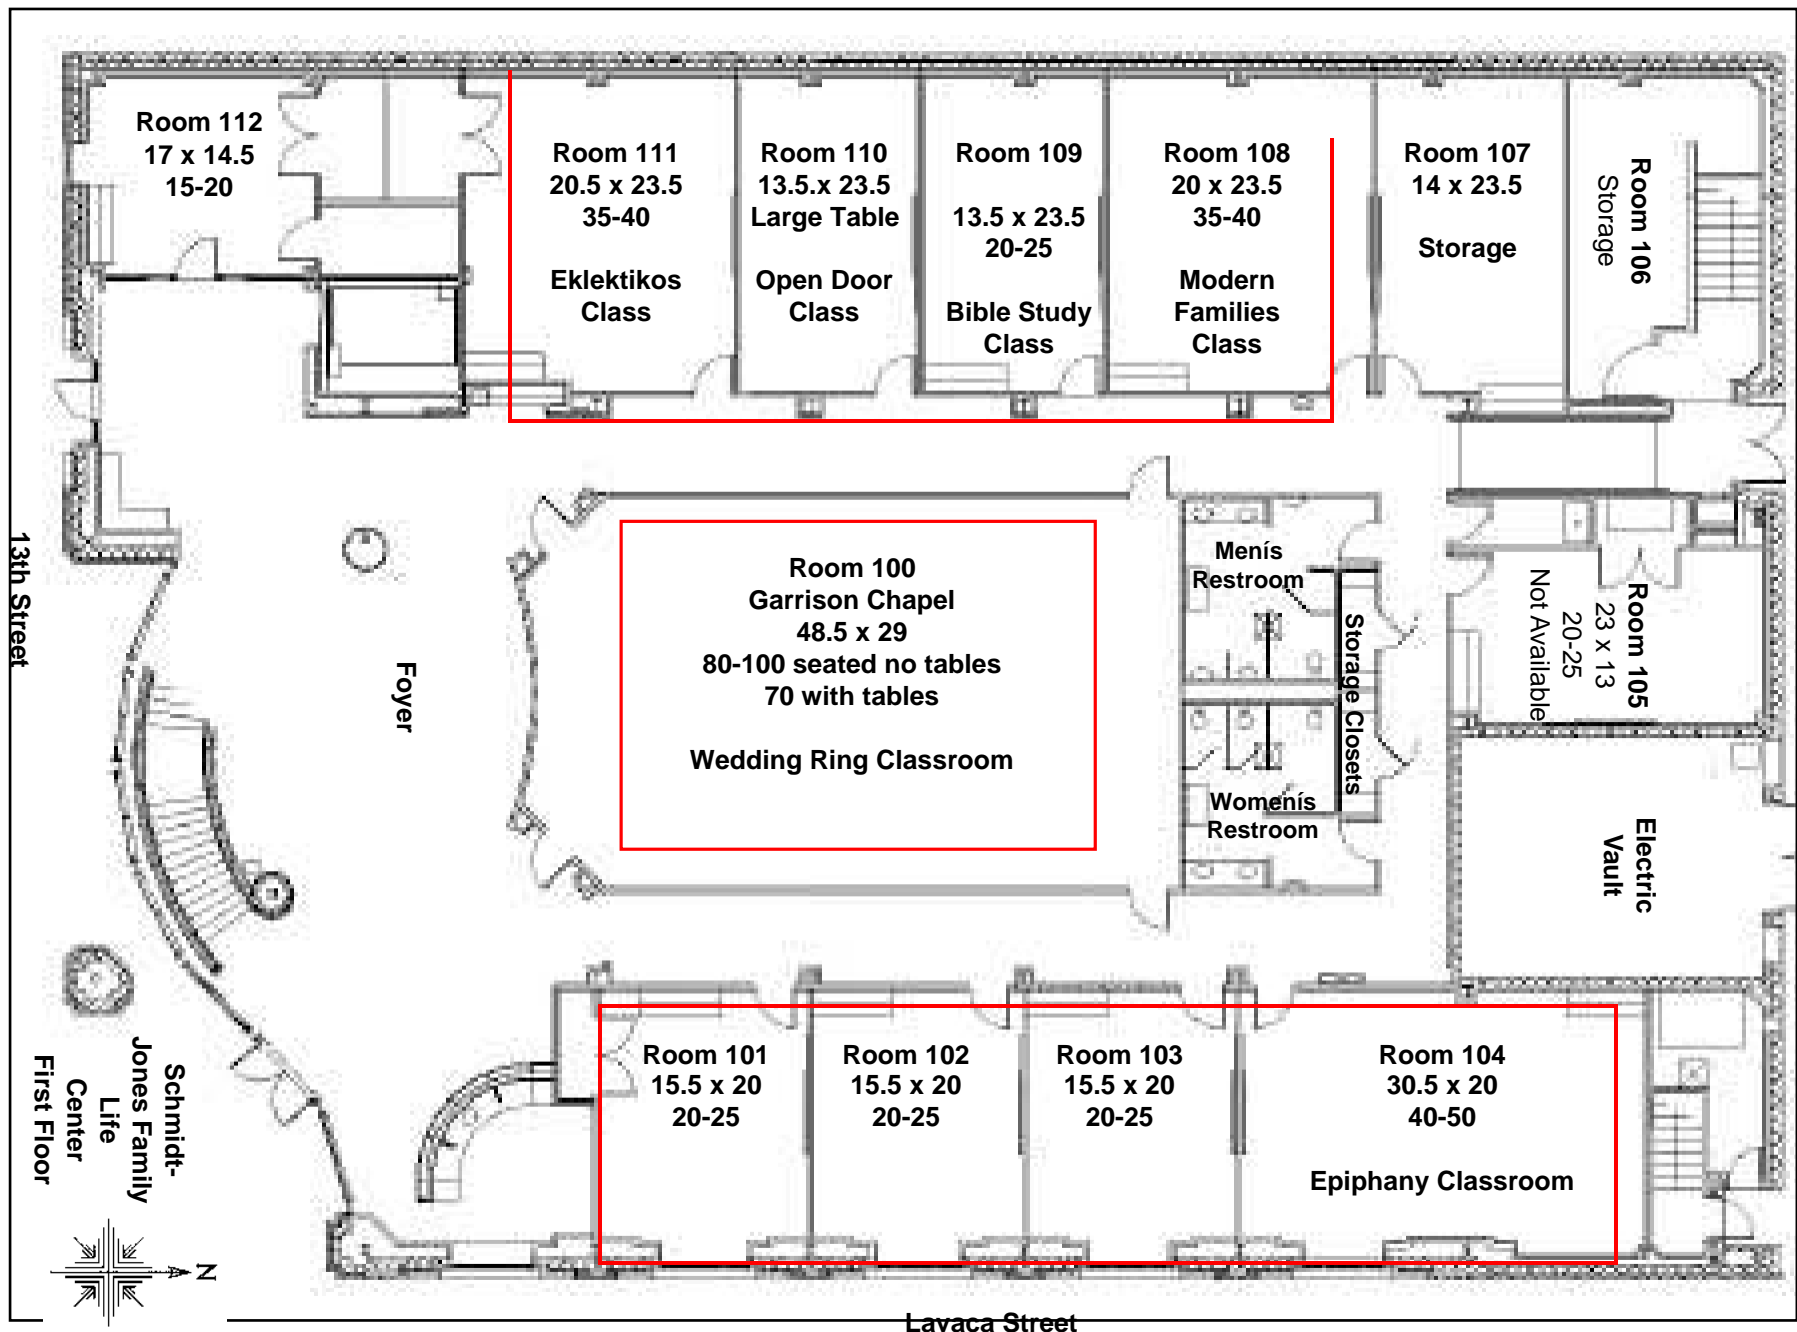 Room 112
17 x 14.5
15-20
Room 111
20.5 x 23.5
35-40
Eklektikos
Class
Room 110
13.5.x 23.5
Large Table
Open Door
Class
Room 109
13.5 x 23.5
20-25
Bible Study
Class
Room 108
20 x 23.5
35-40
Modern
Families
Class
Room 107
14 x 23.5
Storage
Room 106
Storage
13th Street
Foyer
Room 100
Garrison Chapel
48.5 x 29
80-100 seated no tables
70 with tables
Wedding Ring Classroom
Menís
Restroom
Storage Closets
Womenís
Restroom
Room 105
23 x 13
20-25
Not Available
Electric
Vault
Room 101
15.5 x 20
20-25
Room 102
15.5 x 20
20-25
Room 103
15.5 x 20
20-25
Room 104
30.5 x 20
40-50
Epiphany Classroom
Schmidt-
Jones Family
Life
Center
First Floor
N
Lavaca Street